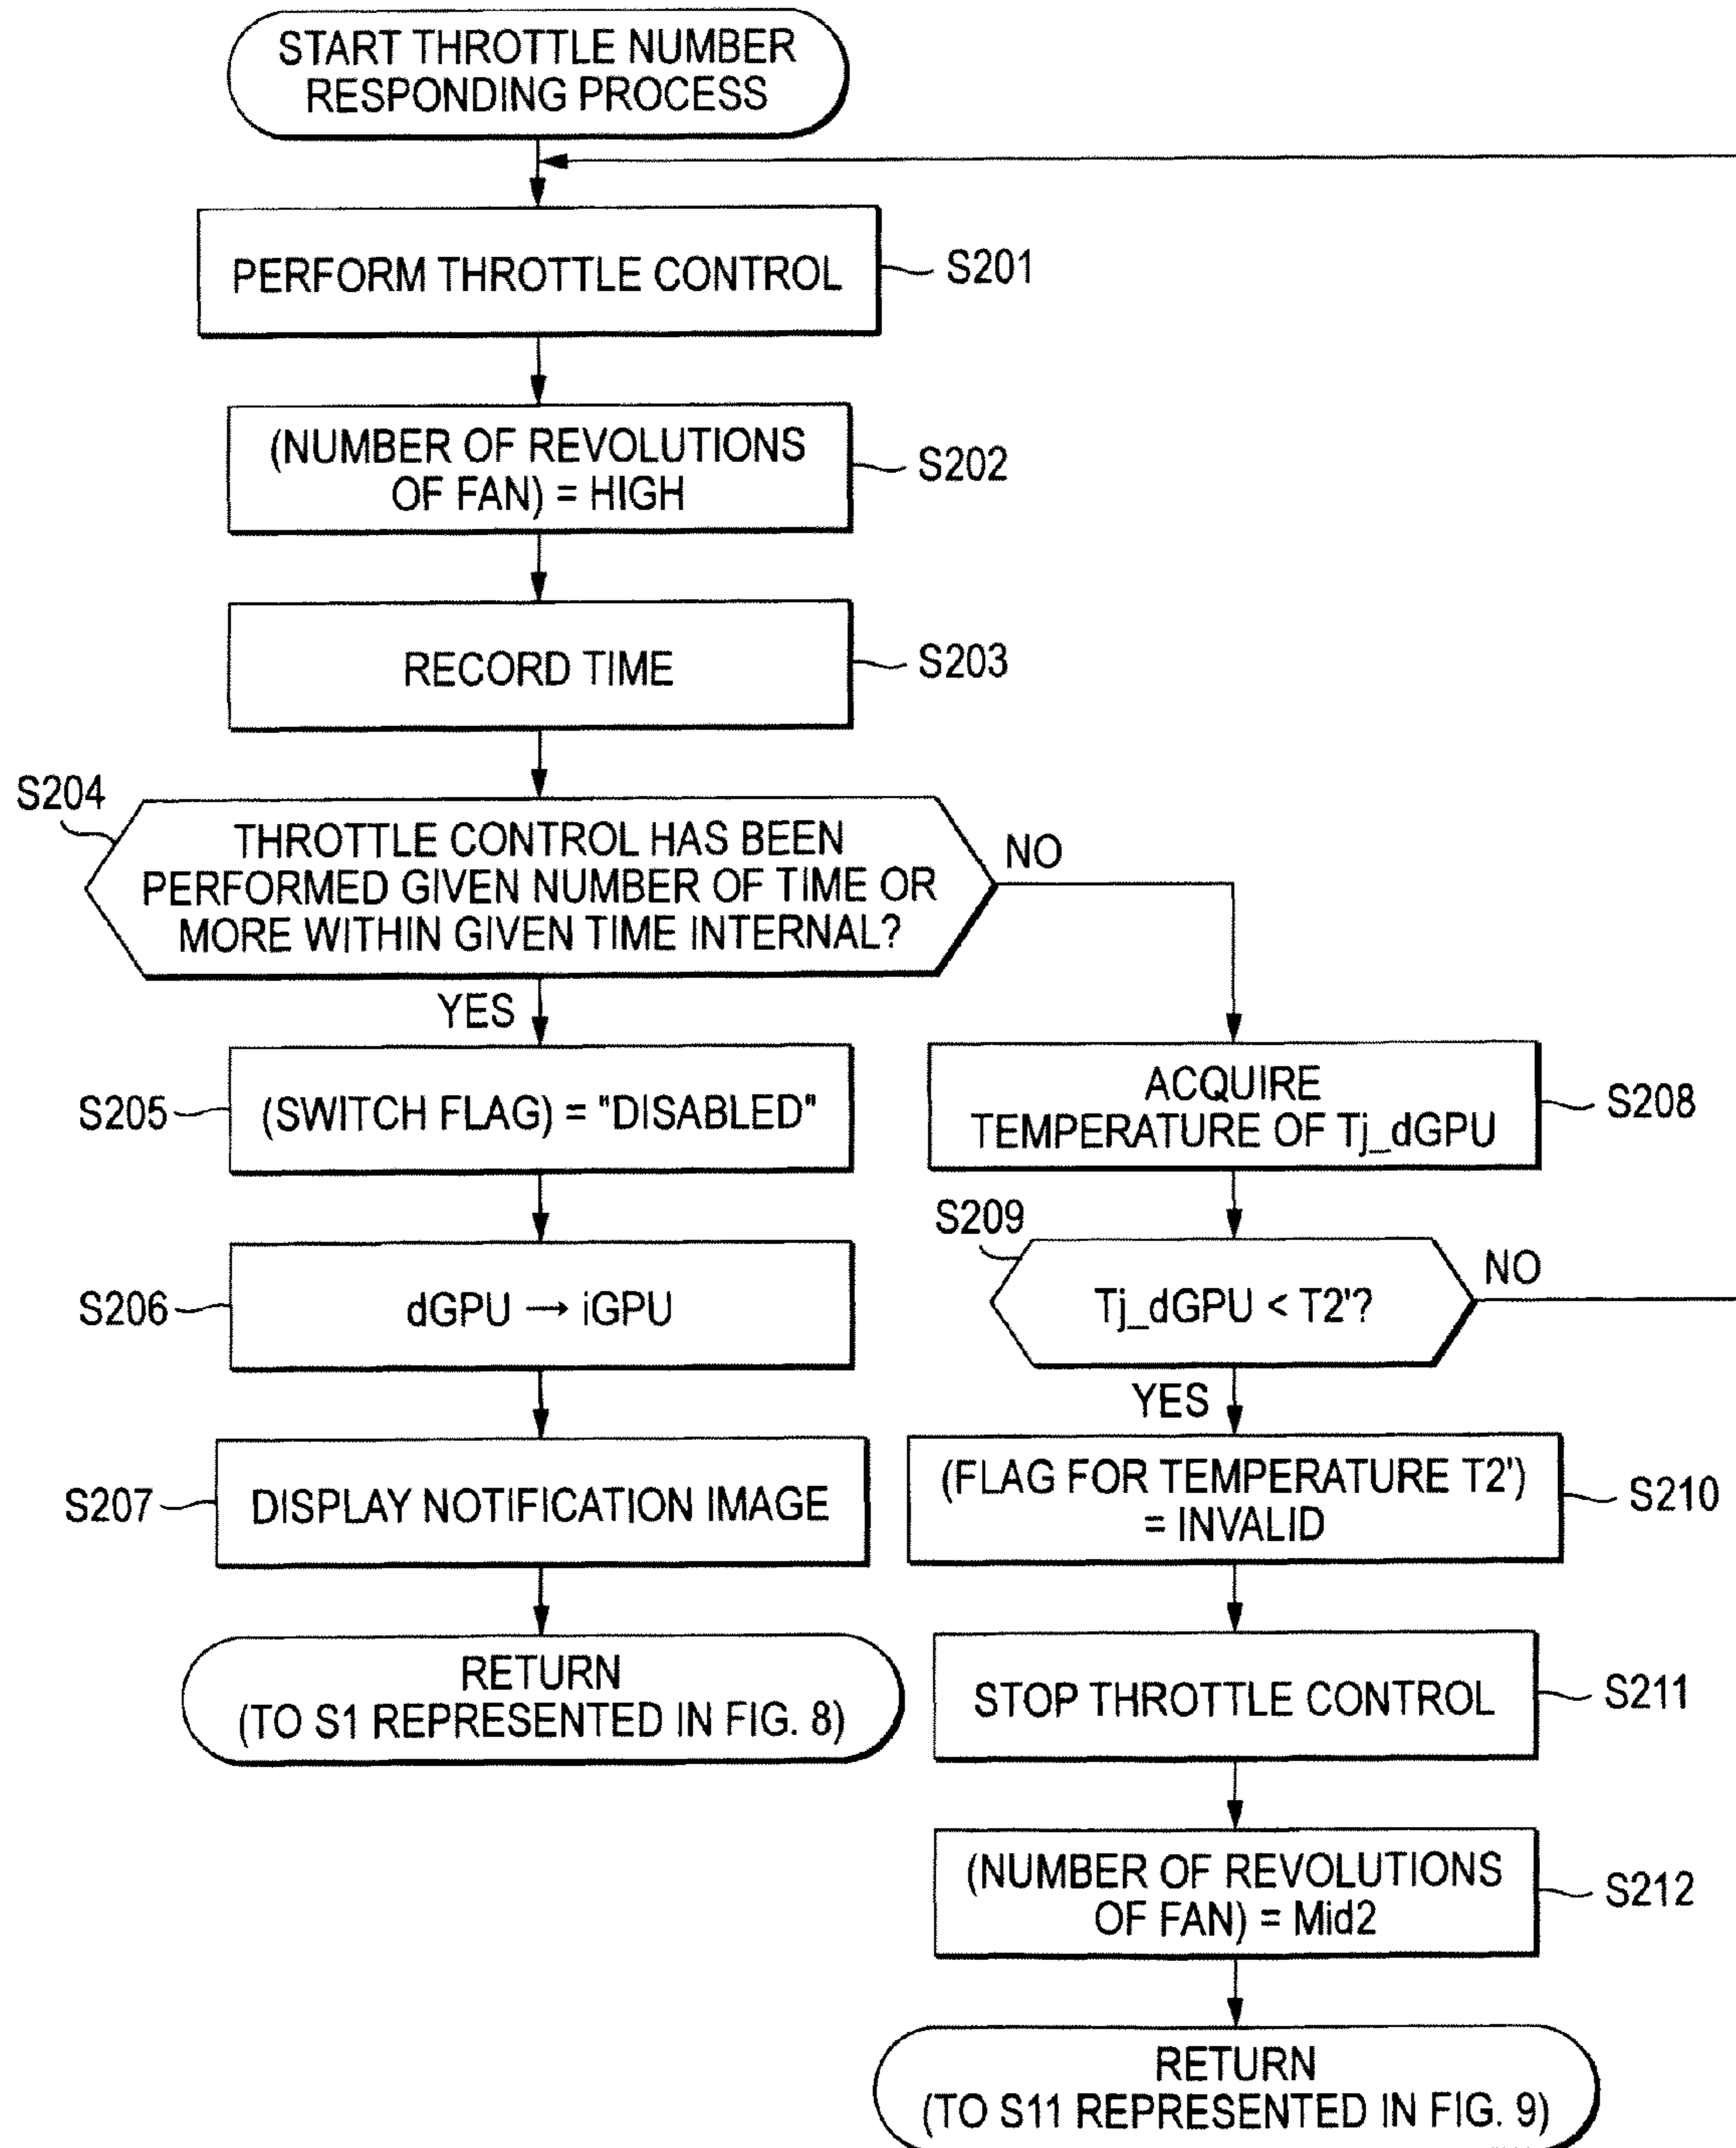 START THROTTLE NUMBER
RESPONDING PROCESS
PERFORM THROTTLE CONTROL
S201
(NUMBER OF REVOLUTIONS
OF FAN) = HIGH
S202
RECORD TIME
S203
S204
THROTTLE CONTROL HAS BEEN
PERFORMED GIVEN NUMBER OF TIME OR
MORE WITHIN GIVEN TIME INTERNAL?
NO
YES
S205
(SWITCH FLAG) = "DISABLED"
S206
dGPU → iGPU
S207
DISPLAY NOTIFICATION IMAGE
RETURN
(TO S1 REPRESENTED IN FIG. 8)
ACQUIRE
TEMPERATURE OF Tj_dGPU
S208
S209
Tj_dGPU < T2'?
NO
YES
(FLAG FOR TEMPERATURE T2')
= INVALID
S210
STOP THROTTLE CONTROL
S211
(NUMBER OF REVOLUTIONS
OF FAN) = Mid2
S212
RETURN
(TO S11 REPRESENTED IN FIG. 9)